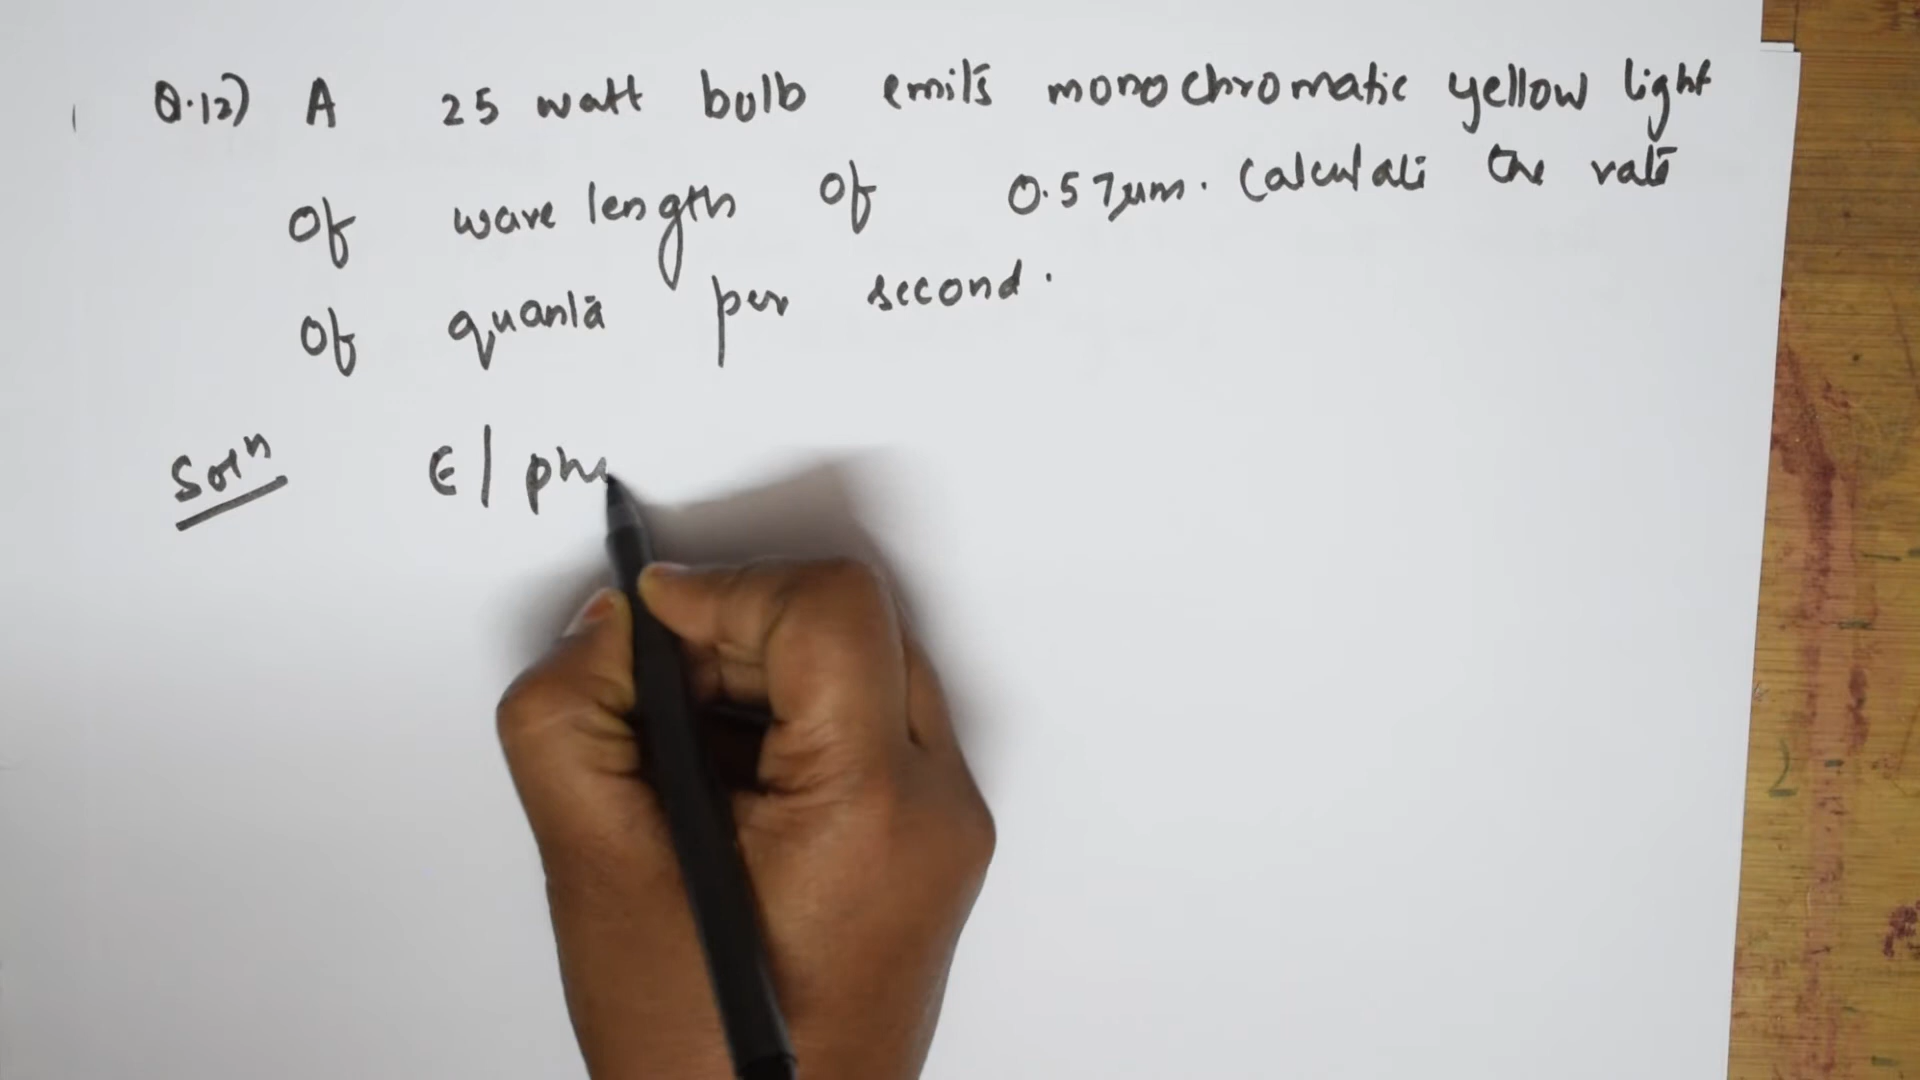 Q.12) A 25 watt bulb emits monochromatic yellow light
of wavelength of 0.57μm. Calculate the rate
of quanta per second.
Solⁿ E/pho